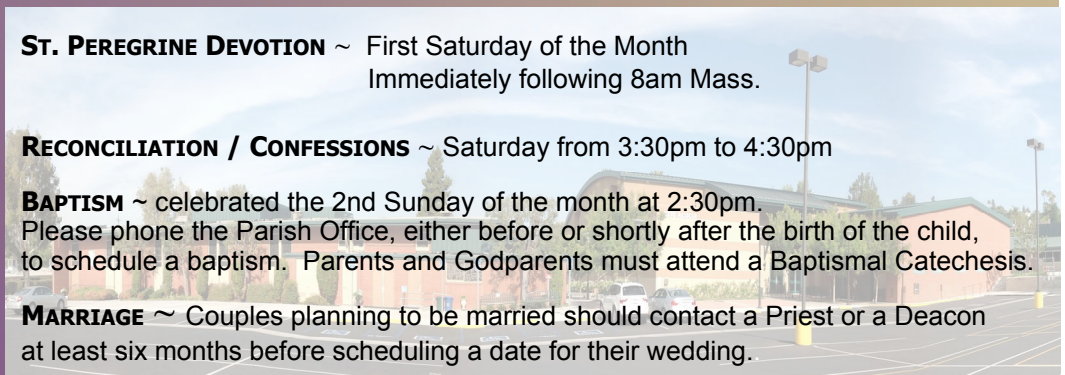 ST. PEREGRINE DEVOTION ~ First Saturday of the Month
Immediately following 8am Mass.
RECONCILIATION / CONFESSIONS ~ Saturday from 3:30pm to 4:30pm
BAPTISM ~ celebrated the 2nd Sunday of the month at 2:30pm.
Please phone the Parish Office, either before or shortly after the birth of the child,
to schedule a baptism. Parents and Godparents must attend a Baptismal Catechesis.
MARRIAGE ~ Couples planning to be married should contact a Priest or a Deacon
at least six months before scheduling a date for their wedding.